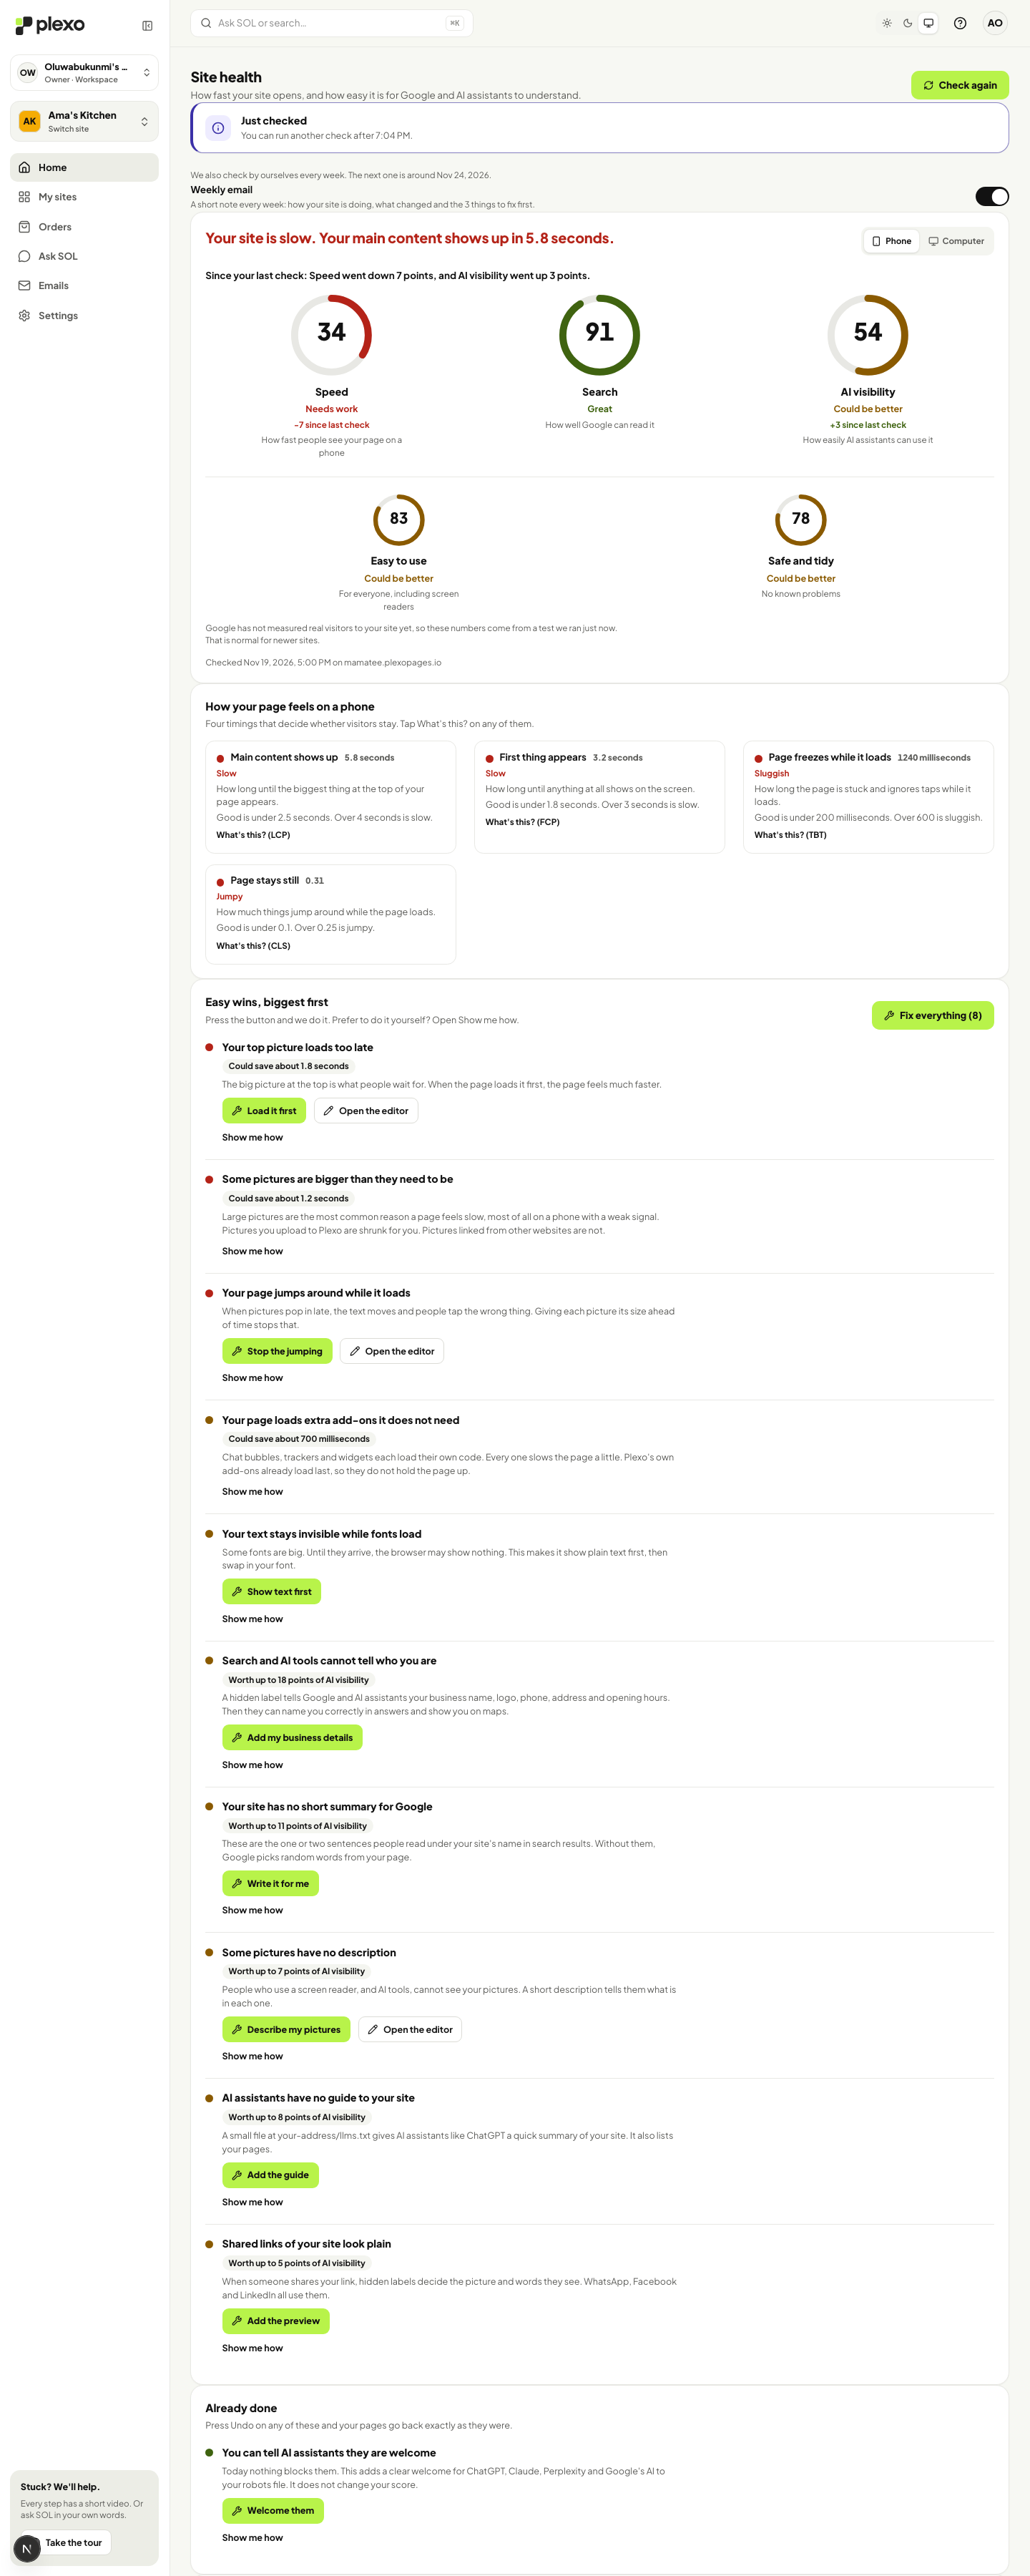 plexo
OW
Oluwabukunmi's ...
Owner · Workspace
AK
Ama's Kitchen
Switch site
Home
My sites
Orders
Ask SOL
Emails
Settings
Stuck? We'll help.
Every step has a short video. Or
ask SOL in your own words.
N
Take the tour
Ask SOL or search...
⌘K
AO
Site health
How fast your site opens, and how easy it is for Google and AI assistants to understand.
Check again
Just checked
You can run another check after 7:04 PM.
We also check by ourselves every week. The next one is around Nov 24, 2026.
Weekly email
A short note every week: how your site is doing, what changed and the 3 things to fix first.
Your site is slow. Your main content shows up in 5.8 seconds.
Phone
Computer
Since your last check: Speed went down 7 points, and AI visibility went up 3 points.
34
Speed
Needs work
-7 since last check
How fast people see your page on a
phone
91
Search
Great
How well Google can read it
54
AI visibility
Could be better
+3 since last check
How easily AI assistants can use it
83
Easy to use
Could be better
For everyone, including screen
readers
78
Safe and tidy
Could be better
No known problems
Google has not measured real visitors to your site yet, so these numbers come from a test we ran just now.
That is normal for newer sites.
Checked Nov 19, 2026, 5:00 PM on mamatee.plexopages.io
How your page feels on a phone
Four timings that decide whether visitors stay. Tap What's this? on any of them.
Main content shows up 5.8 seconds
Slow
How long until the biggest thing at the top of your
page appears.
Good is under 2.5 seconds. Over 4 seconds is slow.
What's this? (LCP)
First thing appears 3.2 seconds
Slow
How long until anything at all shows on the screen.
Good is under 1.8 seconds. Over 3 seconds is slow.
What's this? (FCP)
Page freezes while it loads 1240 milliseconds
Sluggish
How long the page is stuck and ignores taps while it
loads.
Good is under 200 milliseconds. Over 600 is sluggish.
What's this? (TBT)
Page stays still 0.31
Jumpy
How much things jump around while the page loads.
Good is under 0.1. Over 0.25 is jumpy.
What's this? (CLS)
Easy wins, biggest first
Press the button and we do it. Prefer to do it yourself? Open Show me how.
Fix everything (8)
Your top picture loads too late
Could save about 1.8 seconds
The big picture at the top is what people wait for. When the page loads it first, the page feels much faster.
Load it first
Open the editor
Show me how
Some pictures are bigger than they need to be
Could save about 1.2 seconds
Large pictures are the most common reason a page feels slow, most of all on a phone with a weak signal.
Pictures you upload to Plexo are shrunk for you. Pictures linked from other websites are not.
Show me how
Your page jumps around while it loads
When pictures pop in late, the text moves and people tap the wrong thing. Giving each picture its size ahead
of time stops that.
Stop the jumping
Open the editor
Show me how
Your page loads extra add-ons it does not need
Could save about 700 milliseconds
Chat bubbles, trackers and widgets each load their own code. Every one slows the page a little. Plexo's own
add-ons already load last, so they do not hold the page up.
Show me how
Your text stays invisible while fonts load
Some fonts are big. Until they arrive, the browser may show nothing. This makes it show plain text first, then
swap in your font.
Show text first
Show me how
Search and AI tools cannot tell who you are
Worth up to 18 points of AI visibility
A hidden label tells Google and AI assistants your business name, logo, phone, address and opening hours.
Then they can name you correctly in answers and show you on maps.
Add my business details
Show me how
Your site has no short summary for Google
Worth up to 11 points of AI visibility
These are the one or two sentences people read under your site's name in search results. Without them,
Google picks random words from your page.
Write it for me
Show me how
Some pictures have no description
Worth up to 7 points of AI visibility
People who use a screen reader, and AI tools, cannot see your pictures. A short description tells them what is
in each one.
Describe my pictures
Open the editor
Show me how
AI assistants have no guide to your site
Worth up to 8 points of AI visibility
A small file at your-address/llms.txt gives AI assistants like ChatGPT a quick summary of your site. It also lists
your pages.
Add the guide
Show me how
Shared links of your site look plain
Worth up to 5 points of AI visibility
When someone shares your link, hidden labels decide the picture and words they see. WhatsApp, Facebook
and LinkedIn all use them.
Add the preview
Show me how
Already done
Press Undo on any of these and your pages go back exactly as they were.
You can tell AI assistants they are welcome
Today nothing blocks them. This adds a clear welcome for ChatGPT, Claude, Perplexity and Google's AI to
your robots file. It does not change your score.
Welcome them
Show me how